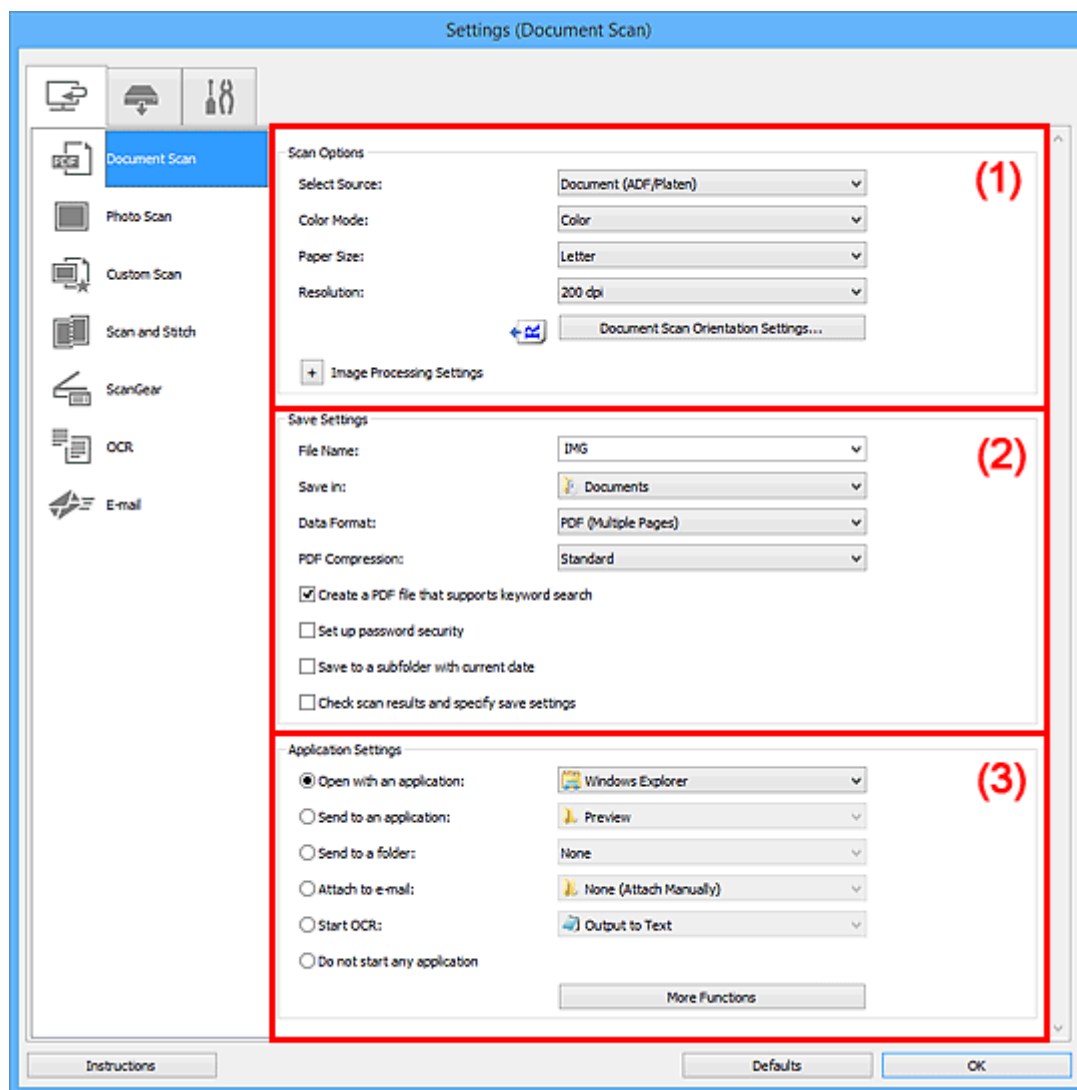 Settings (Document Scan)
PDF
Document Scan
Photo Scan
Custom Scan
Scan and Stitch
ScanGear
OCR
E-mail
Scan Options
(1)
Select Source: Document (ADF/Platen)
Color Mode: Color
Paper Size: Letter
Resolution: 200 dpi
R Document Scan Orientation Settings...
+ Image Processing Settings
Save Settings
(2)
File Name: IMG
Save in: Documents
Data Format: PDF (Multiple Pages)
PDF Compression: Standard
Create a PDF file that supports keyword search
Set up password security
Save to a subfolder with current date
Check scan results and specify save settings
Application Settings
(3)
Open with an application: Windows Explorer
Send to an application: Preview
Send to a folder: None
Attach to e-mail: None (Attach Manually)
Start OCR: Output to Text
Do not start any application
More Functions
Instructions Defaults OK